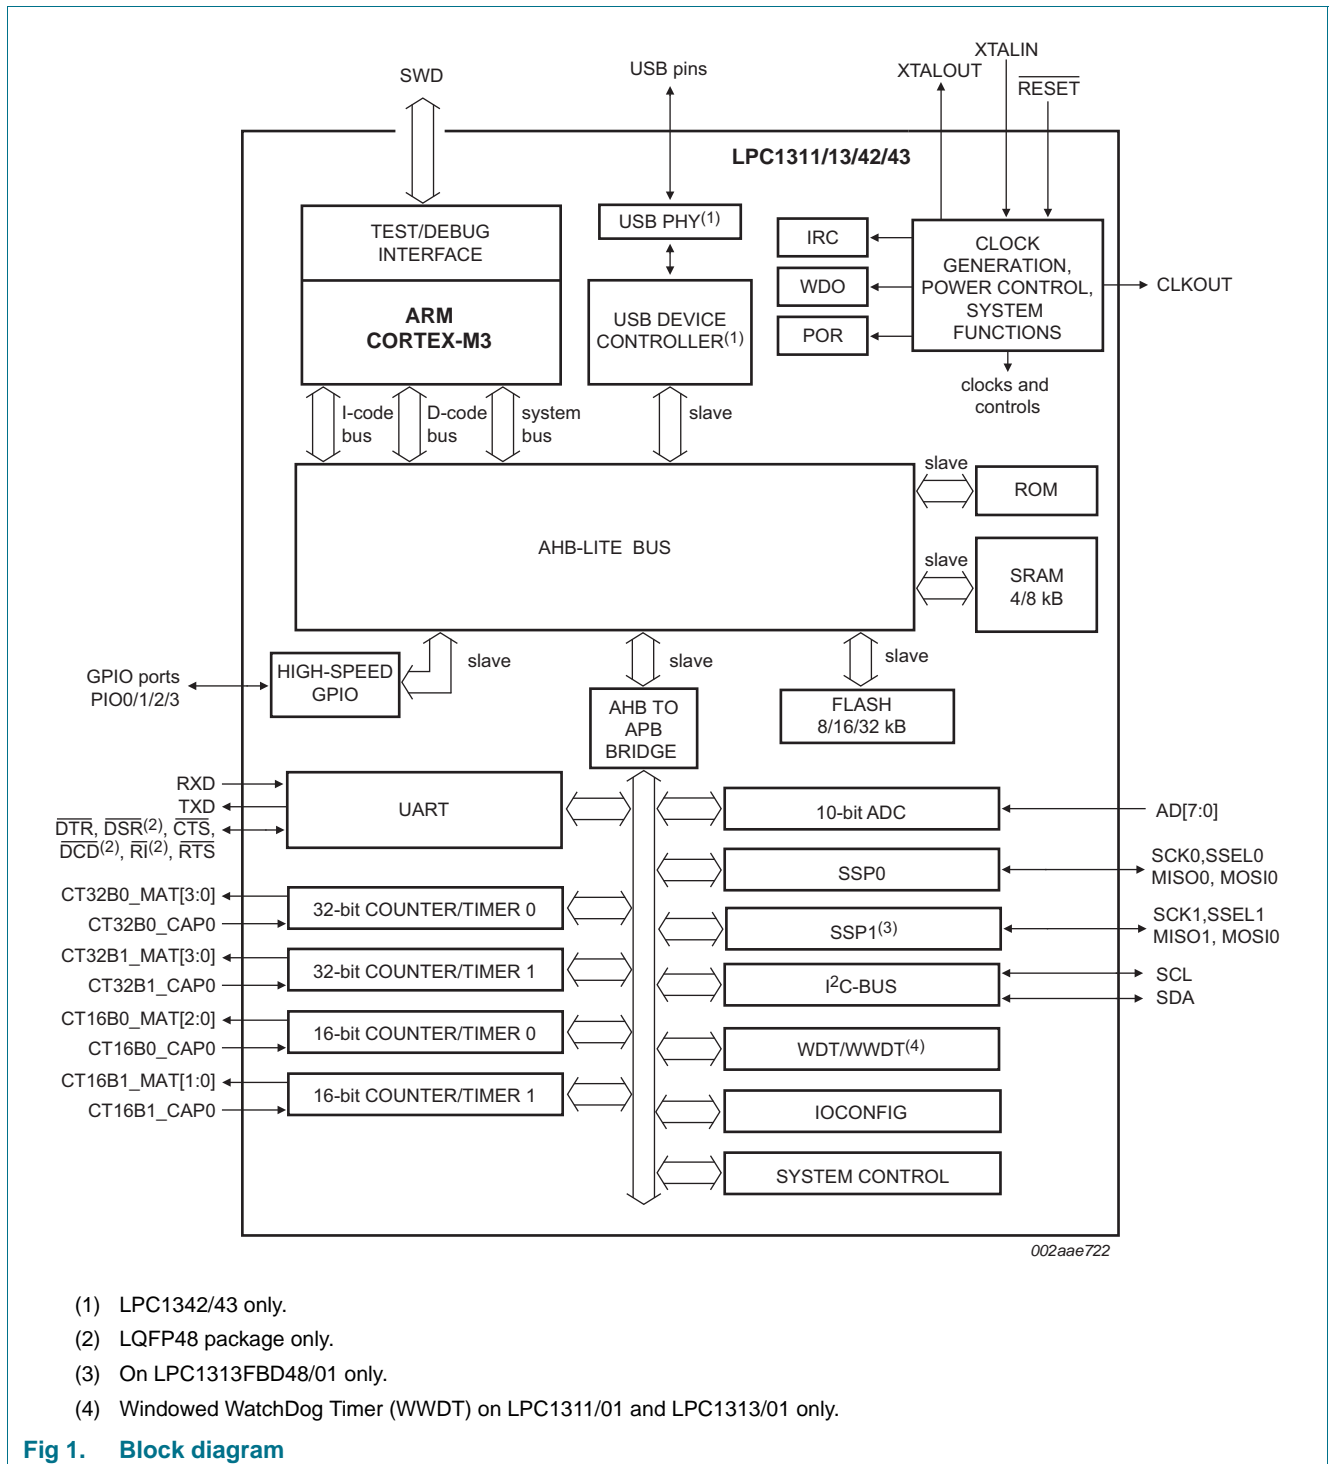 SWD
USB pins
XTALIN
XTALOUT
RESET
LPC1311/13/42/43
TEST/DEBUG
INTERFACE
ARM
CORTEX-M3
USB PHY(1)
USB DEVICE
CONTROLLER(1)
IRC
WDO
POR
CLOCK
GENERATION,
POWER CONTROL,
SYSTEM
FUNCTIONS
CLKOUT
clocks and
controls
I-code
bus
D-code
bus
system
bus
slave
AHB-LITE BUS
slave
ROM
slave
SRAM
4/8 kB
GPIO ports
PIO0/1/2/3
HIGH-SPEED
GPIO
slave
slave
slave
AHB TO
APB
BRIDGE
FLASH
8/16/32 kB
RXD
TXD
DTR, DSR(2), CTS,
DCD(2), RI(2), RTS
UART
10-bit ADC
AD[7:0]
SSP0
SCK0,SSEL0
MISO0, MOSI0
CT32B0_MAT[3:0]
CT32B0_CAP0
32-bit COUNTER/TIMER 0
SSP1(3)
SCK1,SSEL1
MISO1, MOSI0
CT32B1_MAT[3:0]
CT32B1_CAP0
32-bit COUNTER/TIMER 1
I2C-BUS
SCL
SDA
CT16B0_MAT[2:0]
CT16B0_CAP0
16-bit COUNTER/TIMER 0
WDT/WWDT(4)
CT16B1_MAT[1:0]
CT16B1_CAP0
16-bit COUNTER/TIMER 1
IOCONFIG
SYSTEM CONTROL
002aae722
(1) LPC1342/43 only.
(2) LQFP48 package only.
(3) On LPC1313FBD48/01 only.
(4) Windowed WatchDog Timer (WWDT) on LPC1311/01 and LPC1313/01 only.
Fig 1. Block diagram